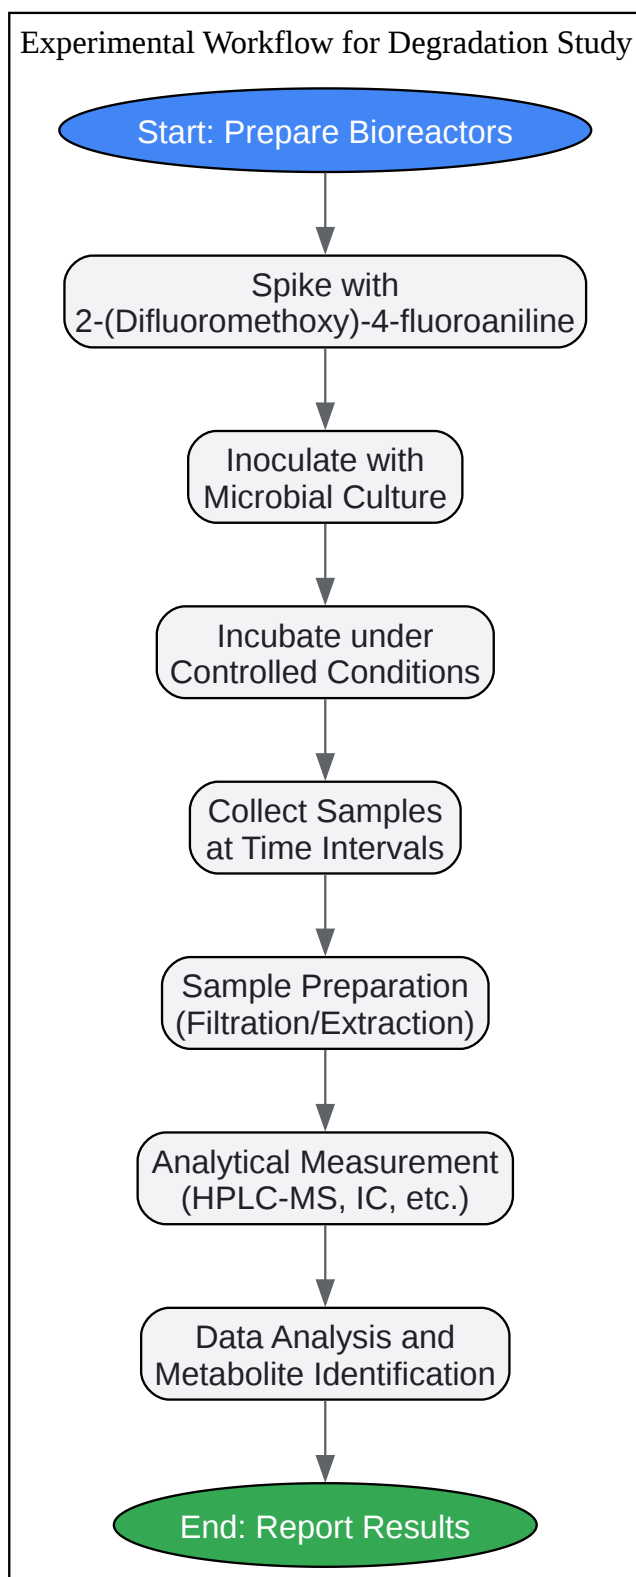 Experimental Workflow for Degradation Study
Start: Prepare Bioreactors
Spike with
2-(Difluoromethoxy)-4-fluoroaniline
Inoculate with
Microbial Culture
Incubate under
Controlled Conditions
Collect Samples
at Time Intervals
Sample Preparation
(Filtration/Extraction)
Analytical Measurement
(HPLC-MS, IC, etc.)
Data Analysis and
Metabolite Identification
End: Report Results